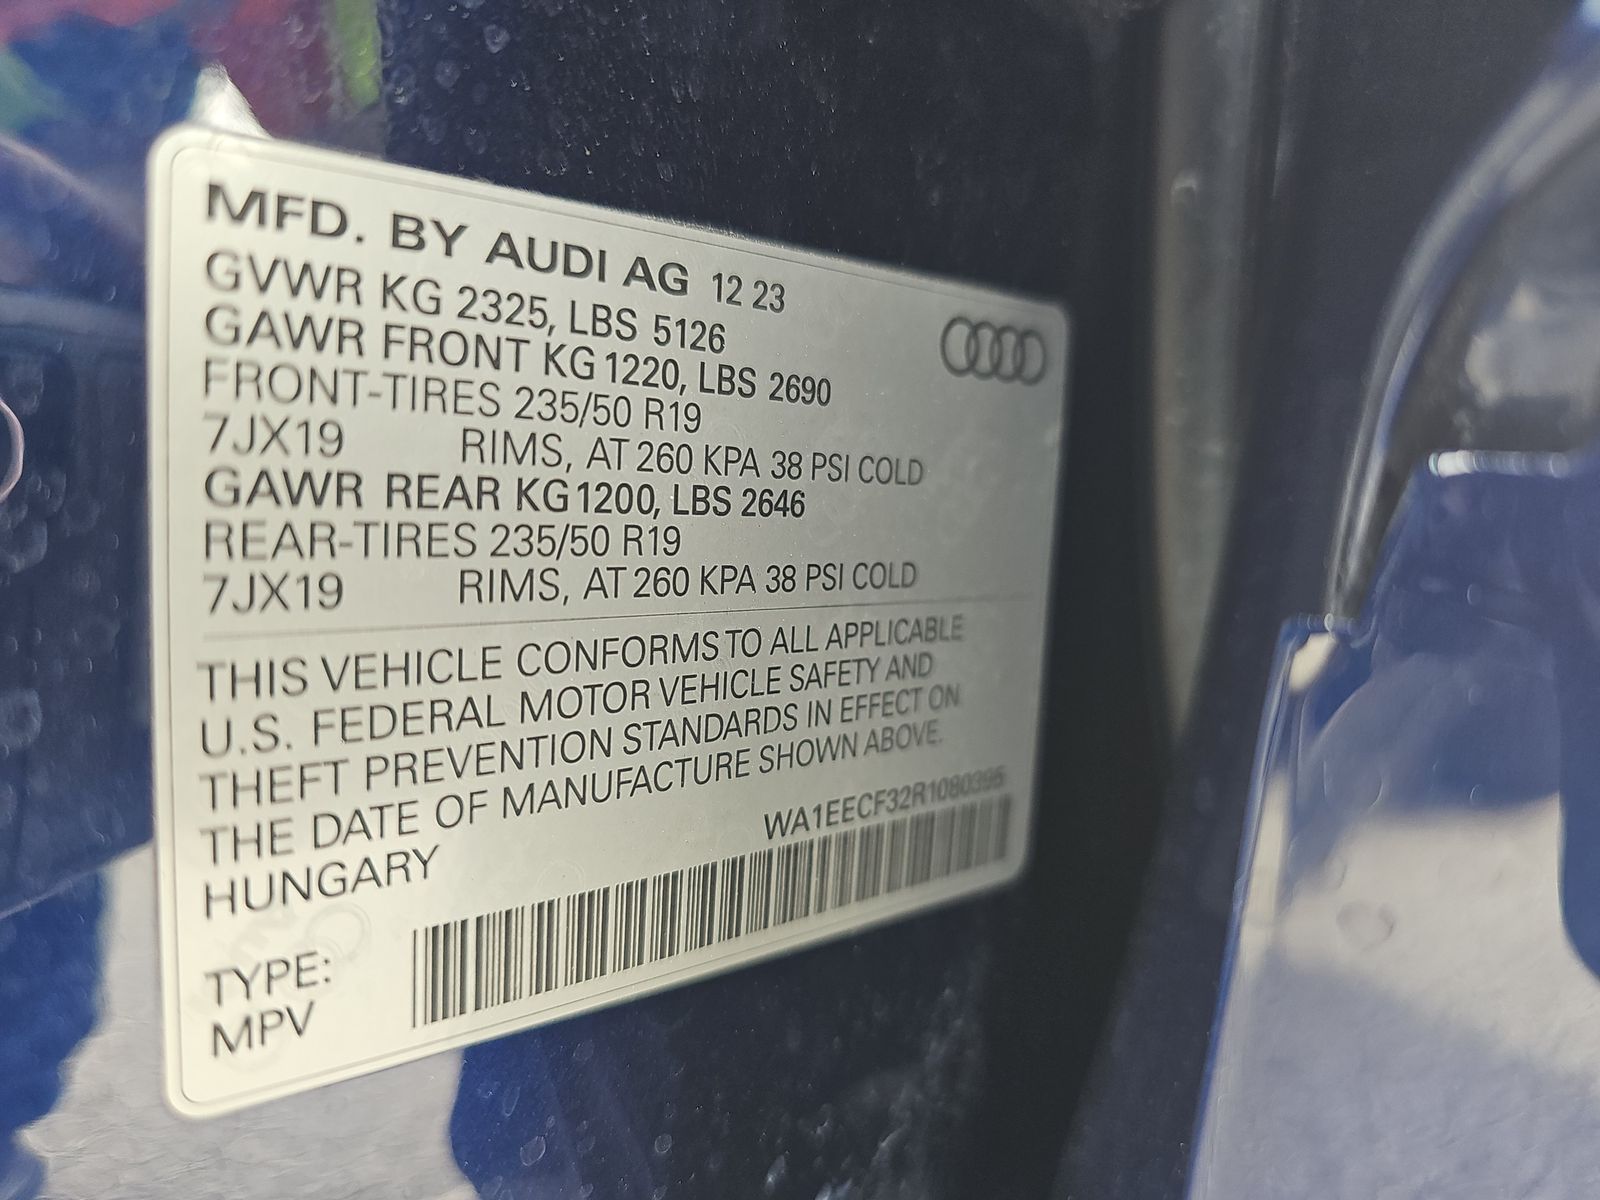 MFD. BY AUDI AG 12 23
GVWR KG 2325, LBS 5126
GAWR FRONT KG 1220, LBS 2690
FRONT-TIRES 235/50 R19
7JX19 RIMS, AT 260 KPA 38 PSI COLD
GAWR REAR KG 1200, LBS 2646
REAR-TIRES 235/50 R19
7JX19 RIMS, AT 260 KPA 38 PSI COLD
THIS VEHICLE CONFORMS TO ALL APPLICABLE
U.S. FEDERAL MOTOR VEHICLE SAFETY AND
THEFT PREVENTION STANDARDS IN EFFECT ON
THE DATE OF MANUFACTURE SHOWN ABOVE.
HUNGARY
WA1EECF32R1080395
TYPE:
MPV